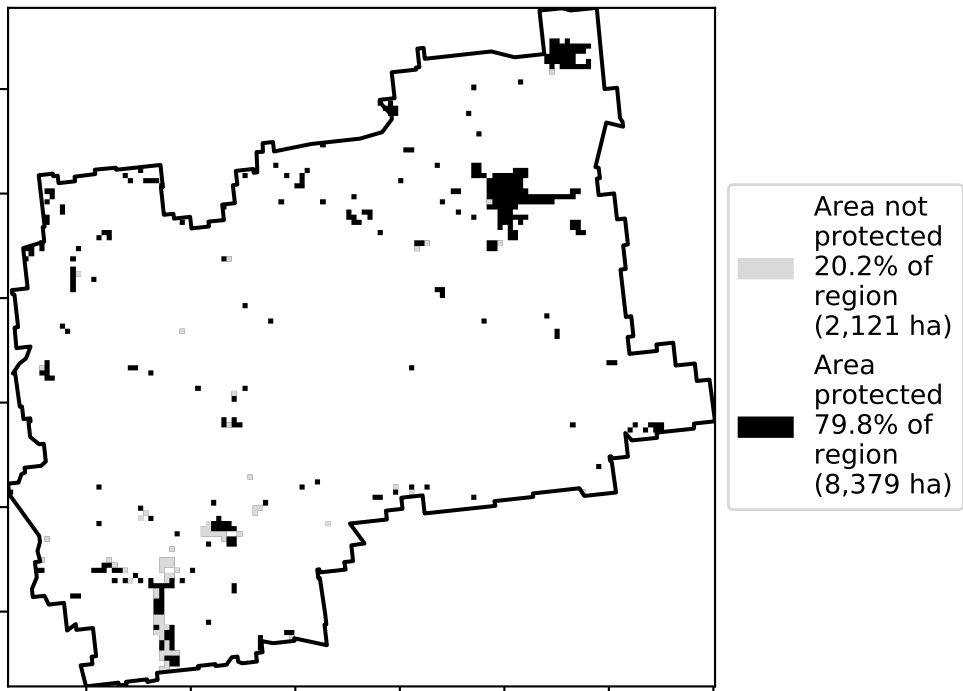 Area not
protected
20.2% of
region
(2,121 ha)
Area
protected
79.8% of
region
(8,379 ha)